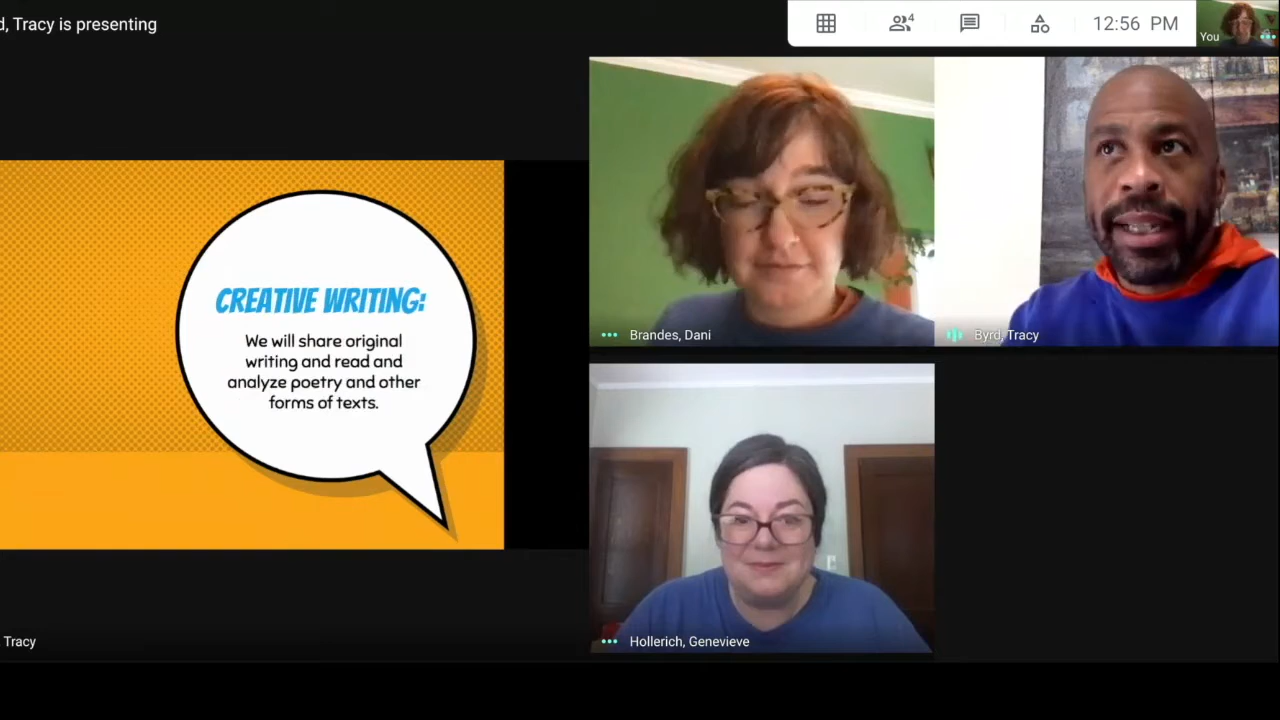 d, Tracy is presenting
4
12:56 PM
You
CREATIVE WRITING:
We will share original
writing and read and
analyze poetry and other
forms of texts.
Brandes, Dani
Byrd, Tracy
Tracy
Hollerich, Genevieve